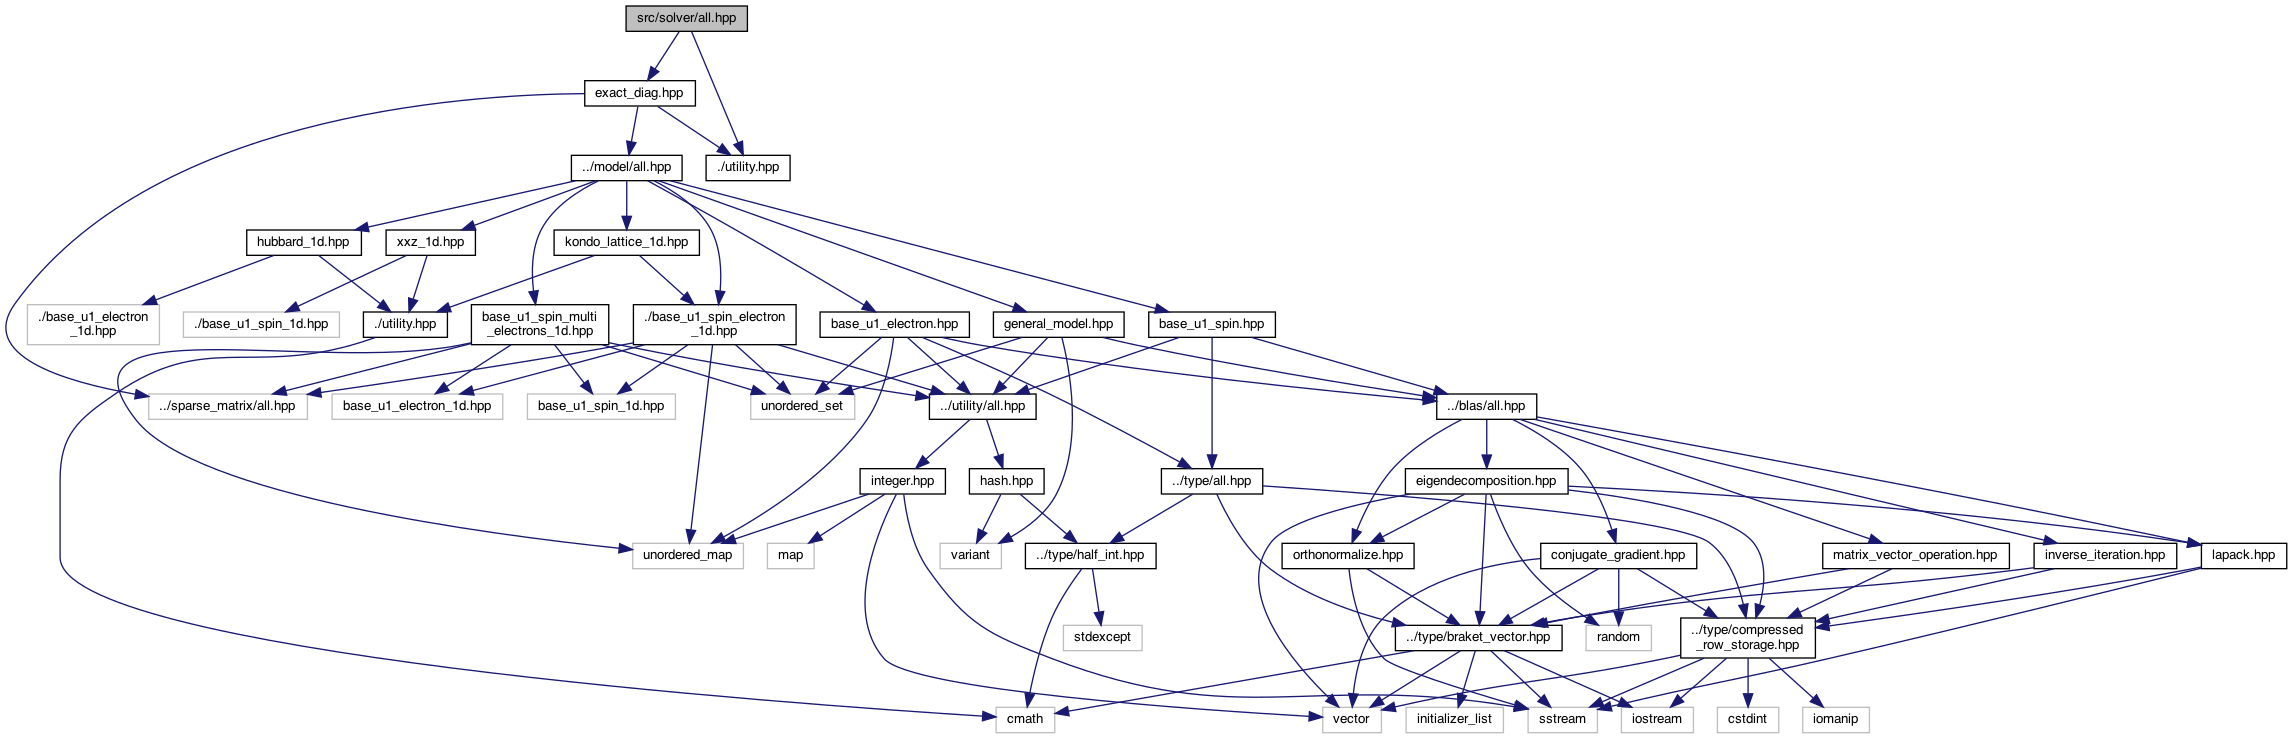 src/solver/all.hpp
exact_diag.hpp
../model/all.hpp
./utility.hpp
hubbard_1d.hpp
xxz_1d.hpp
kondo_lattice_1d.hpp
./base_u1_electron
_1d.hpp
./base_u1_spin_1d.hpp
./utility.hpp
base_u1_spin_multi
_electrons_1d.hpp
./base_u1_spin_electron
_1d.hpp
base_u1_electron.hpp
general_model.hpp
base_u1_spin.hpp
../sparse_matrix/all.hpp
base_u1_electron_1d.hpp
base_u1_spin_1d.hpp
unordered_set
../utility/all.hpp
../blas/all.hpp
integer.hpp
hash.hpp
../type/all.hpp
eigendecomposition.hpp
unordered_map
map
variant
../type/half_int.hpp
orthonormalize.hpp
conjugate_gradient.hpp
matrix_vector_operation.hpp
inverse_iteration.hpp
lapack.hpp
stdexcept
../type/braket_vector.hpp
random
../type/compressed
_row_storage.hpp
cmath
vector
initializer_list
sstream
iostream
cstdint
iomanip